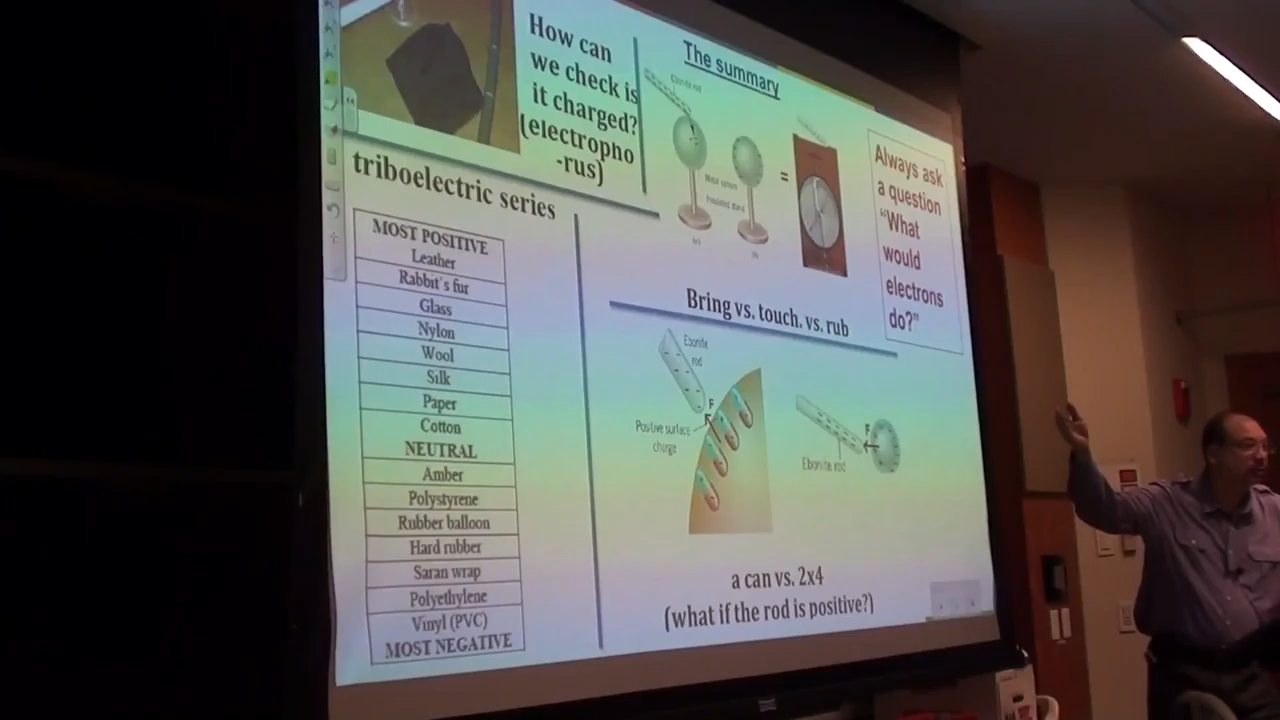 How can
we check is
it charged?
(electropho
-rus)
The summary
Ebonite rod
Metal sphere
Insulated stand
(a)
(b)
=
Always ask
a question
"What
would
electrons
do?"
triboelectric series
MOST POSITIVE
Leather
Rabbit's fur
Glass
Nylon
Wool
Silk
Paper
Cotton
NEUTRAL
Amber
Polystyrene
Rubber balloon
Hard rubber
Saran wrap
Polyethylene
Vinyl (PVC)
MOST NEGATIVE
Bring vs. touch. vs. rub
Ebonite
rod
F
Positive surface
charge
F
Ebonite rod
a can vs. 2x4
(what if the rod is positive?)